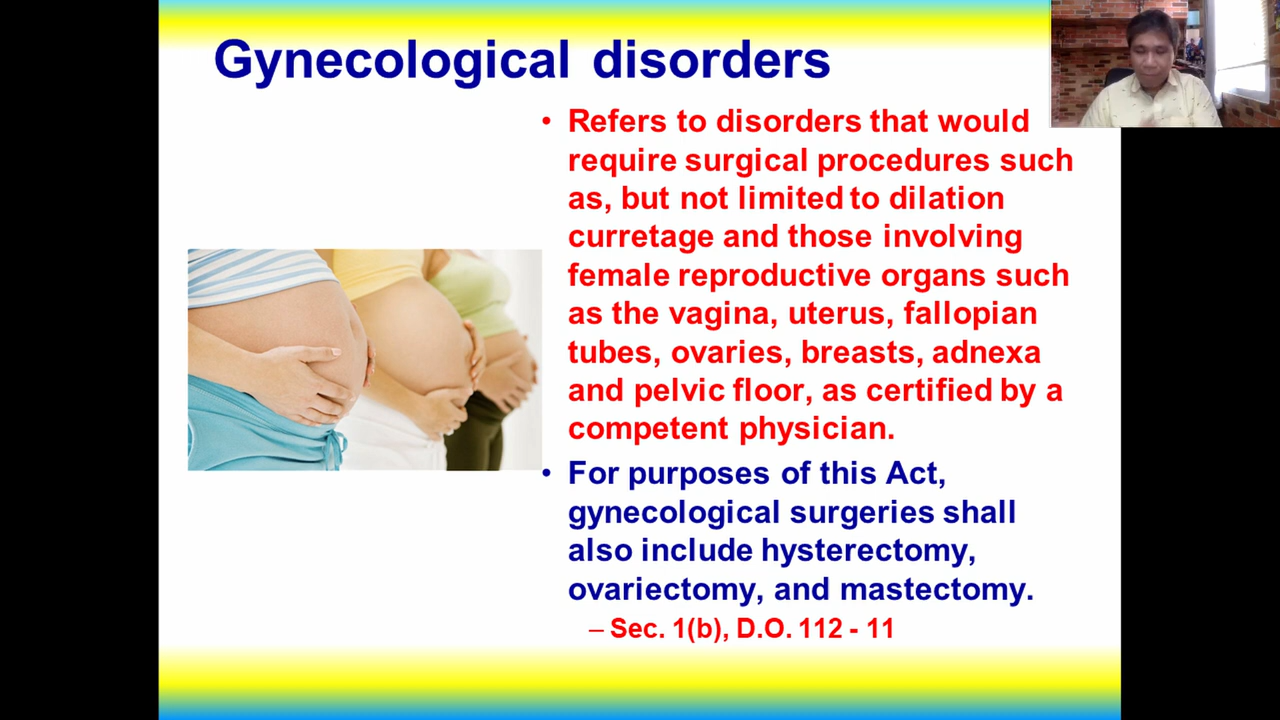 Gynecological disorders
• Refers to disorders that would
require surgical procedures such
as, but not limited to dilation
curretage and those involving
female reproductive organs such
as the vagina, uterus, fallopian
tubes, ovaries, breasts, adnexa
and pelvic floor, as certified by a
competent physician.
• For purposes of this Act,
gynecological surgeries shall
also include hysterectomy,
ovariectomy, and mastectomy.
– Sec. 1(b), D.O. 112 - 11